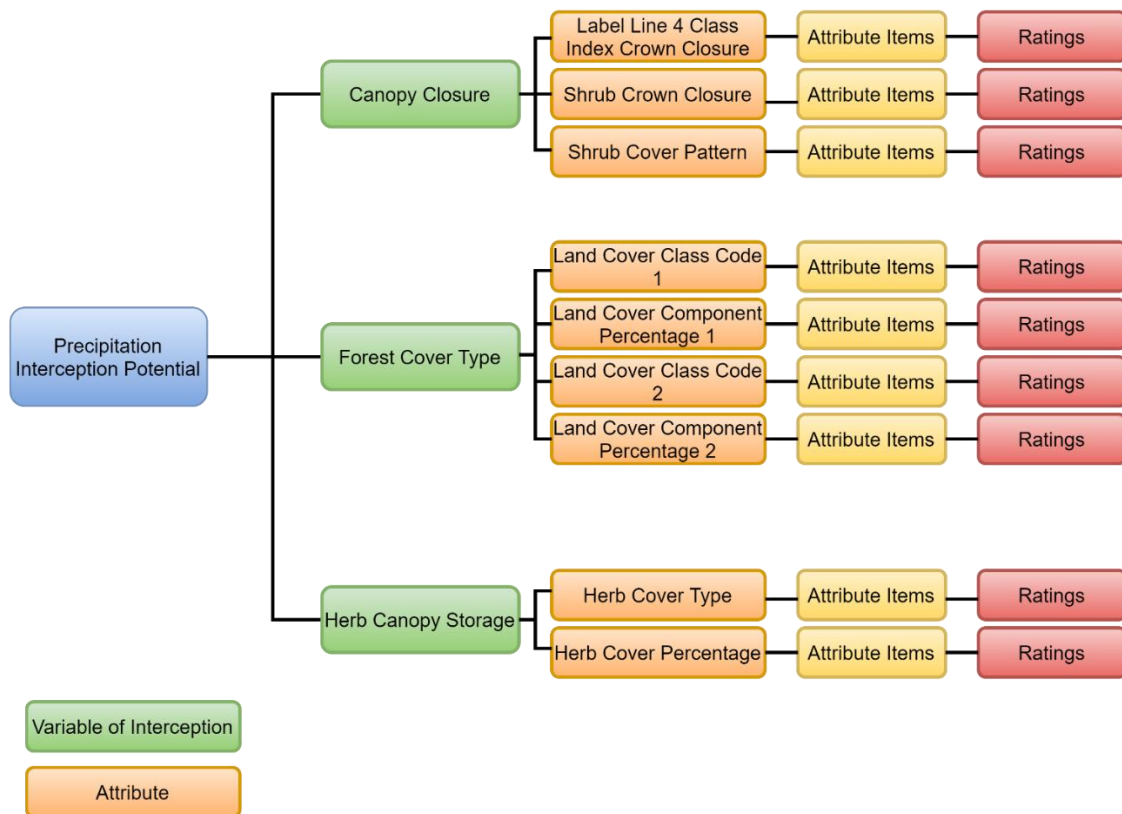 Label Line 4 Class
Index Crown Closure
Attribute Items
Ratings
Canopy Closure
Shrub Crown Closure
Attribute Items
Ratings
Shrub Cover Pattern
Attribute Items
Ratings
Land Cover Class Code
1
Attribute Items
Ratings
Land Cover Component
Percentage 1
Attribute Items
Ratings
Precipitation
Interception Potential
Forest Cover Type
Land Cover Class Code
2
Attribute Items
Ratings
Land Cover Component
Percentage 2
Attribute Items
Ratings
Herb Cover Type
Attribute Items
Ratings
Herb Canopy Storage
Herb Cover Percentage
Attribute Items
Ratings
Variable of Interception
Attribute